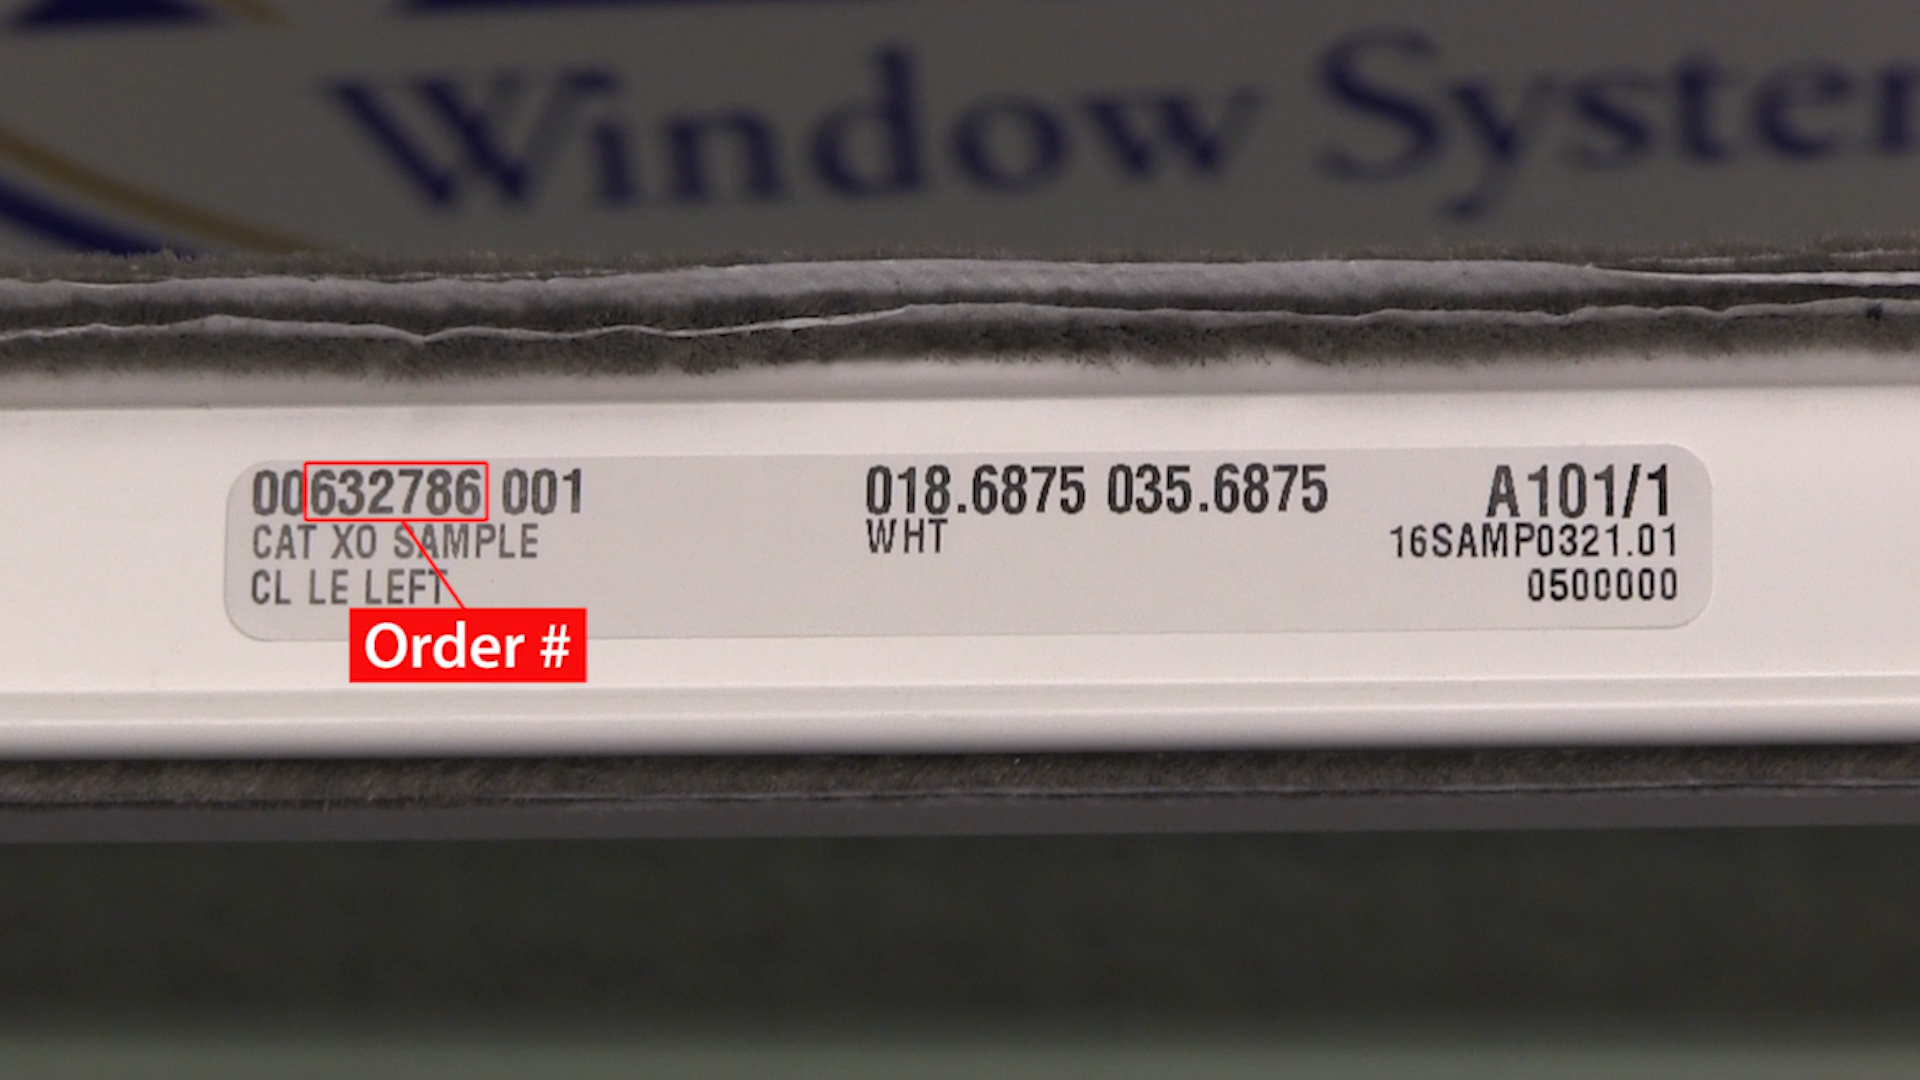 Window System
00632786 001
018.6875 035.6875
A101/1
CAT XO SAMPLE
WHT
16SAMP0321.01
CL LE LEFT
0500000
Order #